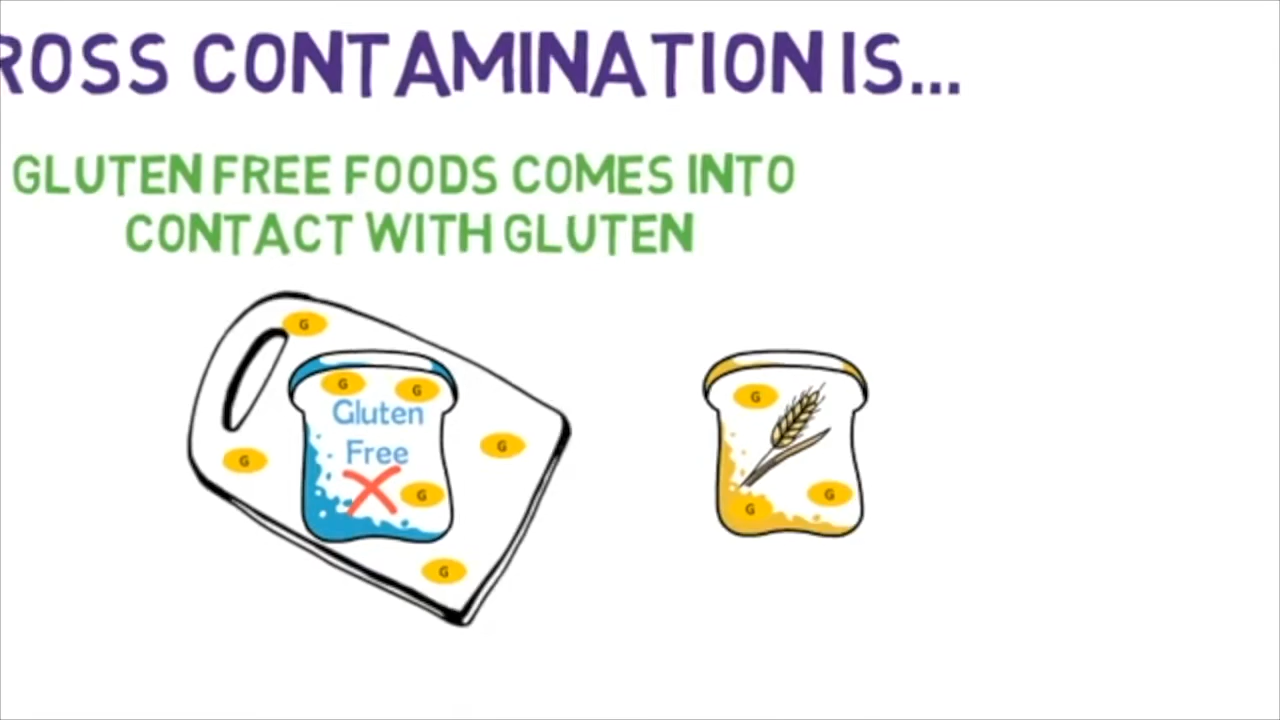 ROSS CONTAMINATION IS...
GLUTEN FREE FOODS COMES INTO
CONTACT WITH GLUTEN
G
G
G
Gluten
Free
G
G
G
G
G
G
G